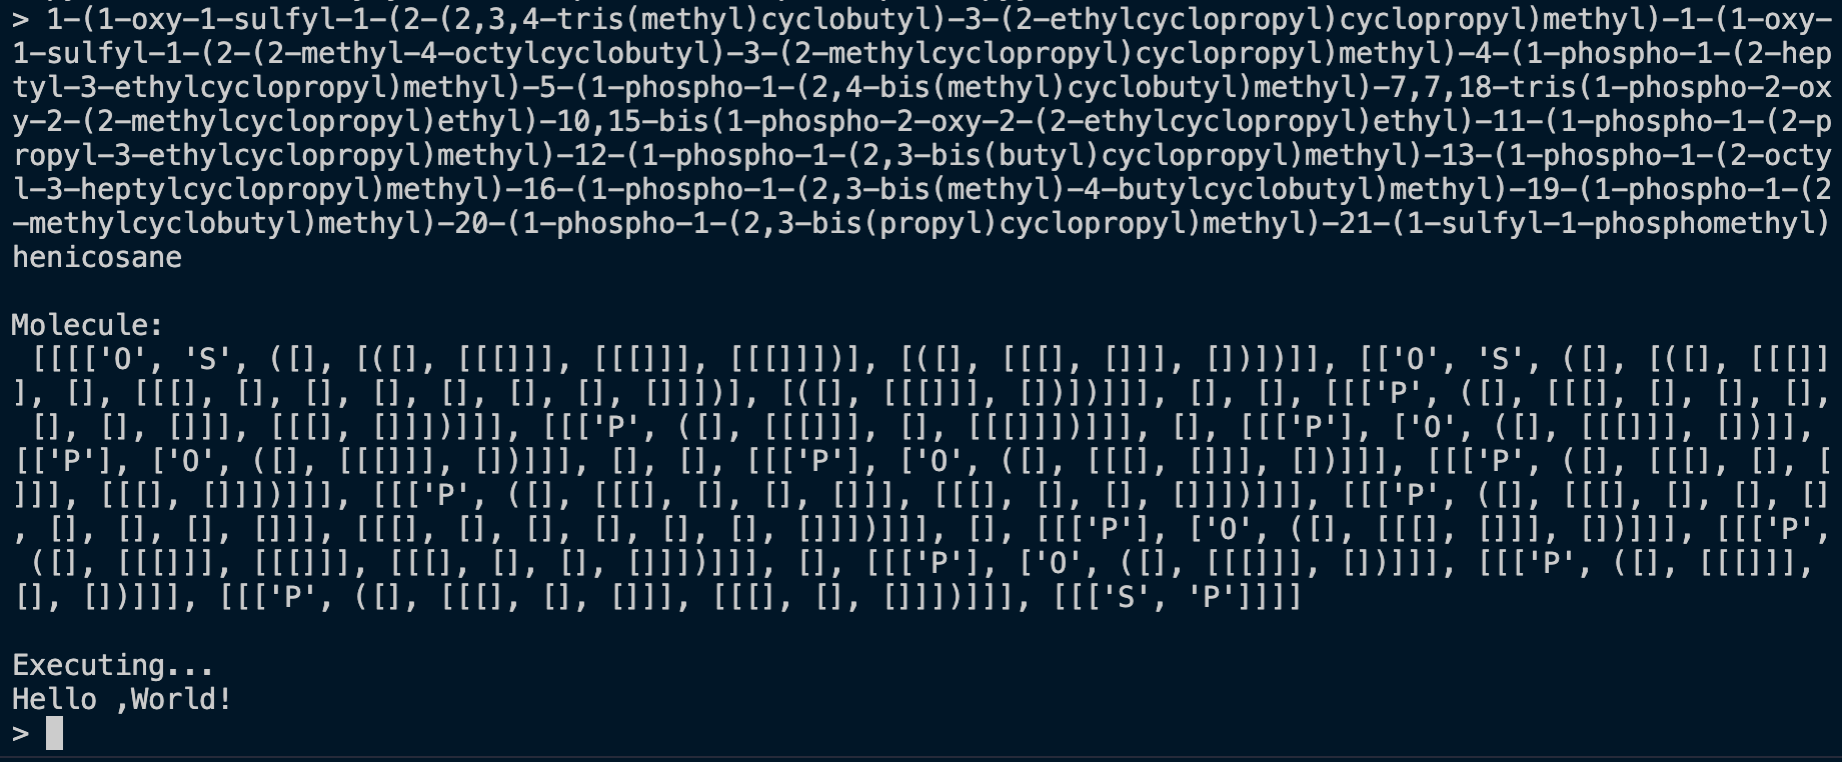 > 1-(1-oxy-1-sulfyl-1-(2-(2,3,4-tris(methyl)cyclobutyl)-3-(2-ethylcyclopropyl)cyclopropyl)methyl)-1-(1-oxy-
1-sulfyl-1-(2-(2-methyl-4-octylcyclobutyl)-3-(2-methylcyclopropyl)cyclopropyl)methyl)-4-(1-phospho-1-(2-hep
tyl-3-ethylcyclopropyl)methyl)-5-(1-phospho-1-(2,4-bis(methyl)cyclobutyl)methyl)-7,7,18-tris(1-phospho-2-ox
y-2-(2-methylcyclopropyl)ethyl)-10,15-bis(1-phospho-2-oxy-2-(2-ethylcyclopropyl)ethyl)-11-(1-phospho-1-(2-p
ropyl-3-ethylcyclopropyl)methyl)-12-(1-phospho-1-(2,3-bis(butyl)cyclopropyl)methyl)-13-(1-phospho-1-(2-octy
l-3-heptylcyclopropyl)methyl)-16-(1-phospho-1-(2,3-bis(methyl)-4-butylcyclobutyl)methyl)-19-(1-phospho-1-(2
-methylcyclobutyl)methyl)-20-(1-phospho-1-(2,3-bis(propyl)cyclopropyl)methyl)-21-(1-sulfyl-1-phosphomethyl)
henicosane
Molecule:
[[[['O', 'S', ([], [([], [[[]]], [[[]]], [[[]]])], [([], [[[], []]], [])])]], [['O', 'S', ([], [([], [[[]]
], [], [[[], [], [], [], [], [], [], []]])], [([], [[[]]], [])])]]], [], [], [[['P', ([], [[[], [], [], [],
[], [], []]], [[[], []]])]]], [[['P', ([], [[[]]], [], [[[]]])]]], [], [[['P'], ['O', ([], [[[]]], [])]],
[['P'], ['O', ([], [[[]]], [])]]], [], [], [[['P'], ['O', ([], [[[], []]], [])]]], [[['P', ([], [[[], [], [
]]], [[[], []]])]]], [[['P', ([], [[[], [], [], []]], [[[], [], [], []]])]]], [[['P', ([], [[[], [], [], []
, [], [], [], []]], [[[], [], [], [], [], [], []]])]]], [], [[['P'], ['O', ([], [[[], []]], [])]]], [[['P',
([], [[[]]], [[[]]], [[[], [], [], []]])]]], [], [[['P'], ['O', ([], [[[]]], [])]]], [[['P', ([], [[[]]],
[], [])]]], [[['P', ([], [[[], [], []]], [[[], [], []]])]]], [[['S', 'P']]]]
Executing...
Hello ,World!
>